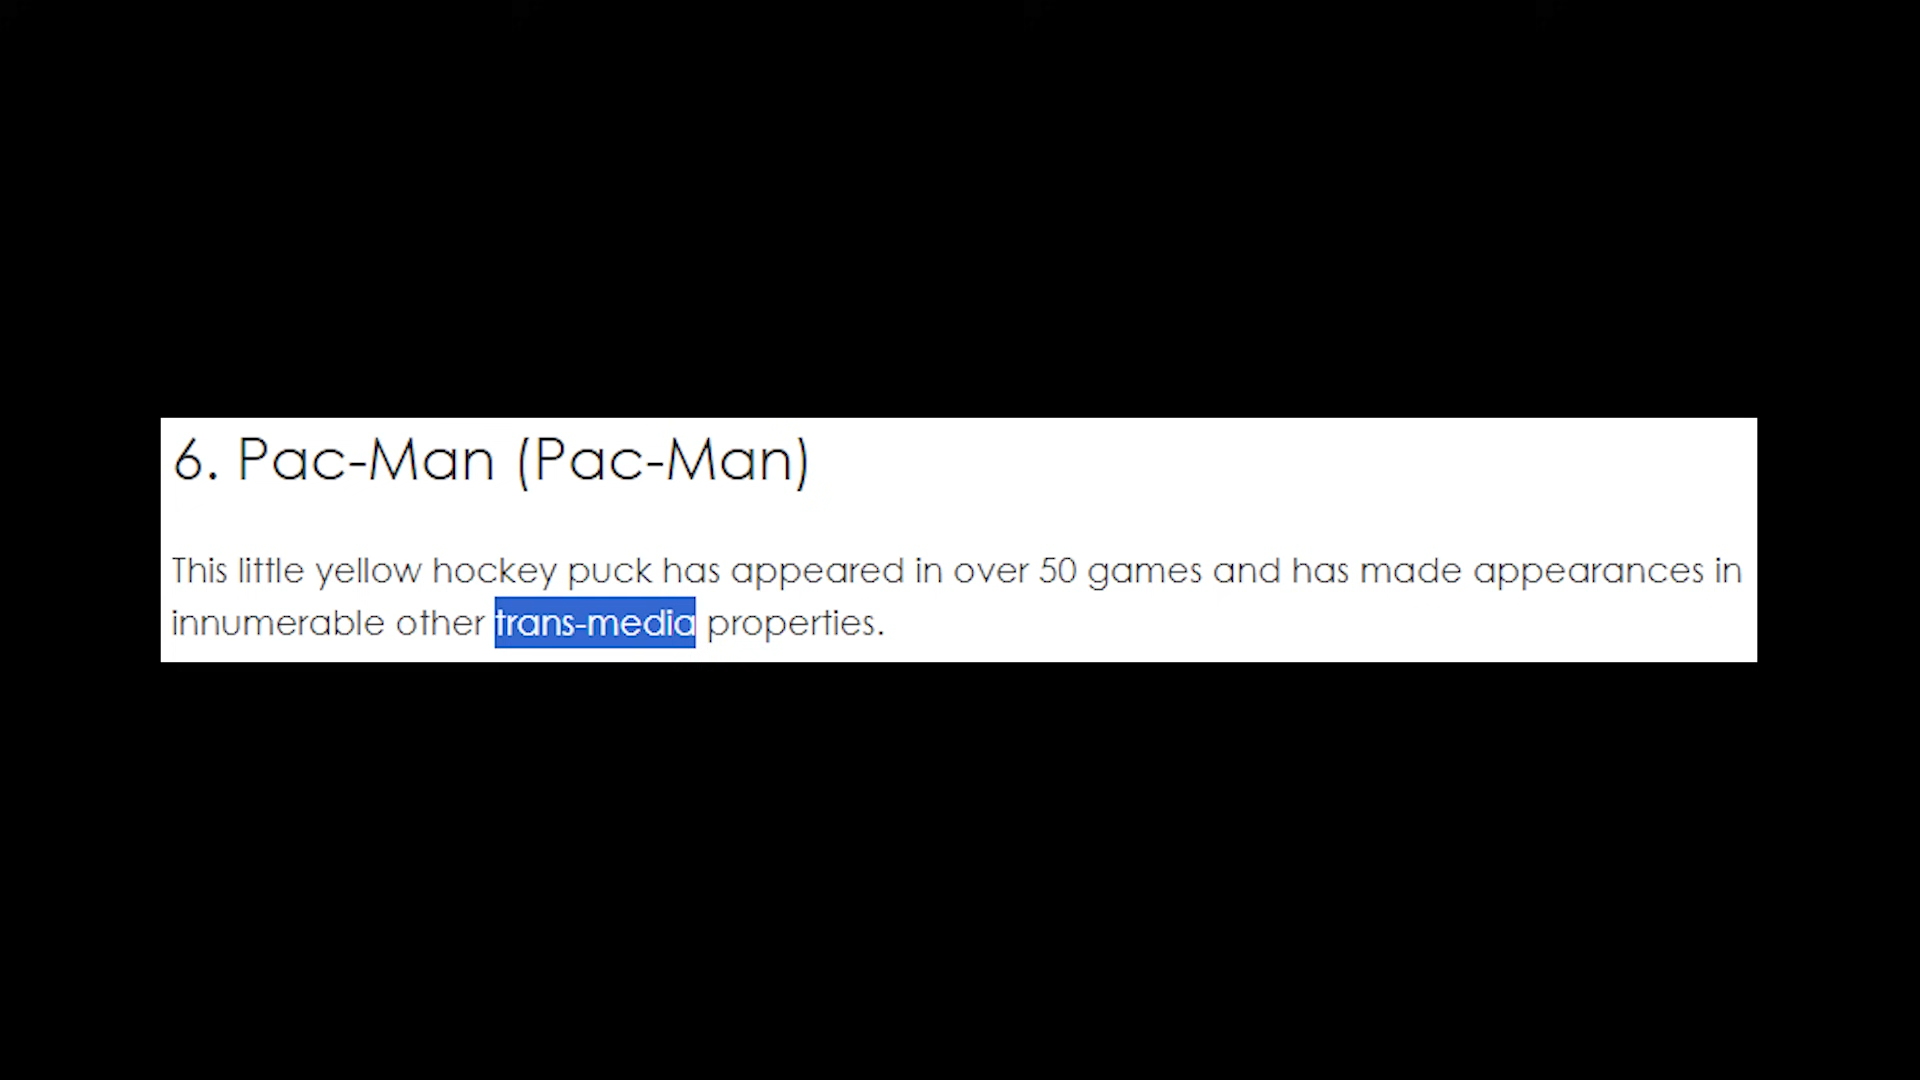 6. Pac-Man (Pac-Man)
This little yellow hockey puck has appeared in over 50 games and has made appearances in
innumerable other trans-media properties.